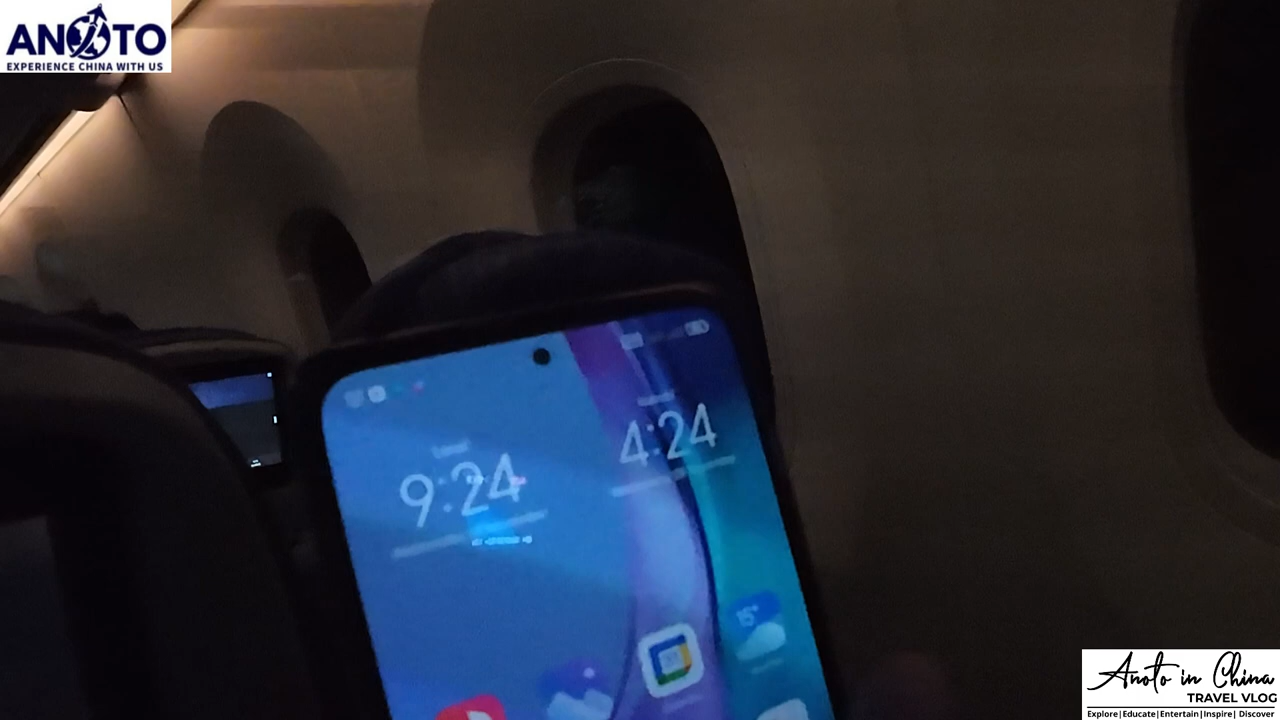 ANOTO
EXPERIENCE CHINA WITH US
9:24
4:24
15°
Anoto in China
TRAVEL VLOG
Explore|Educate|Entertain|Inspire| Discover